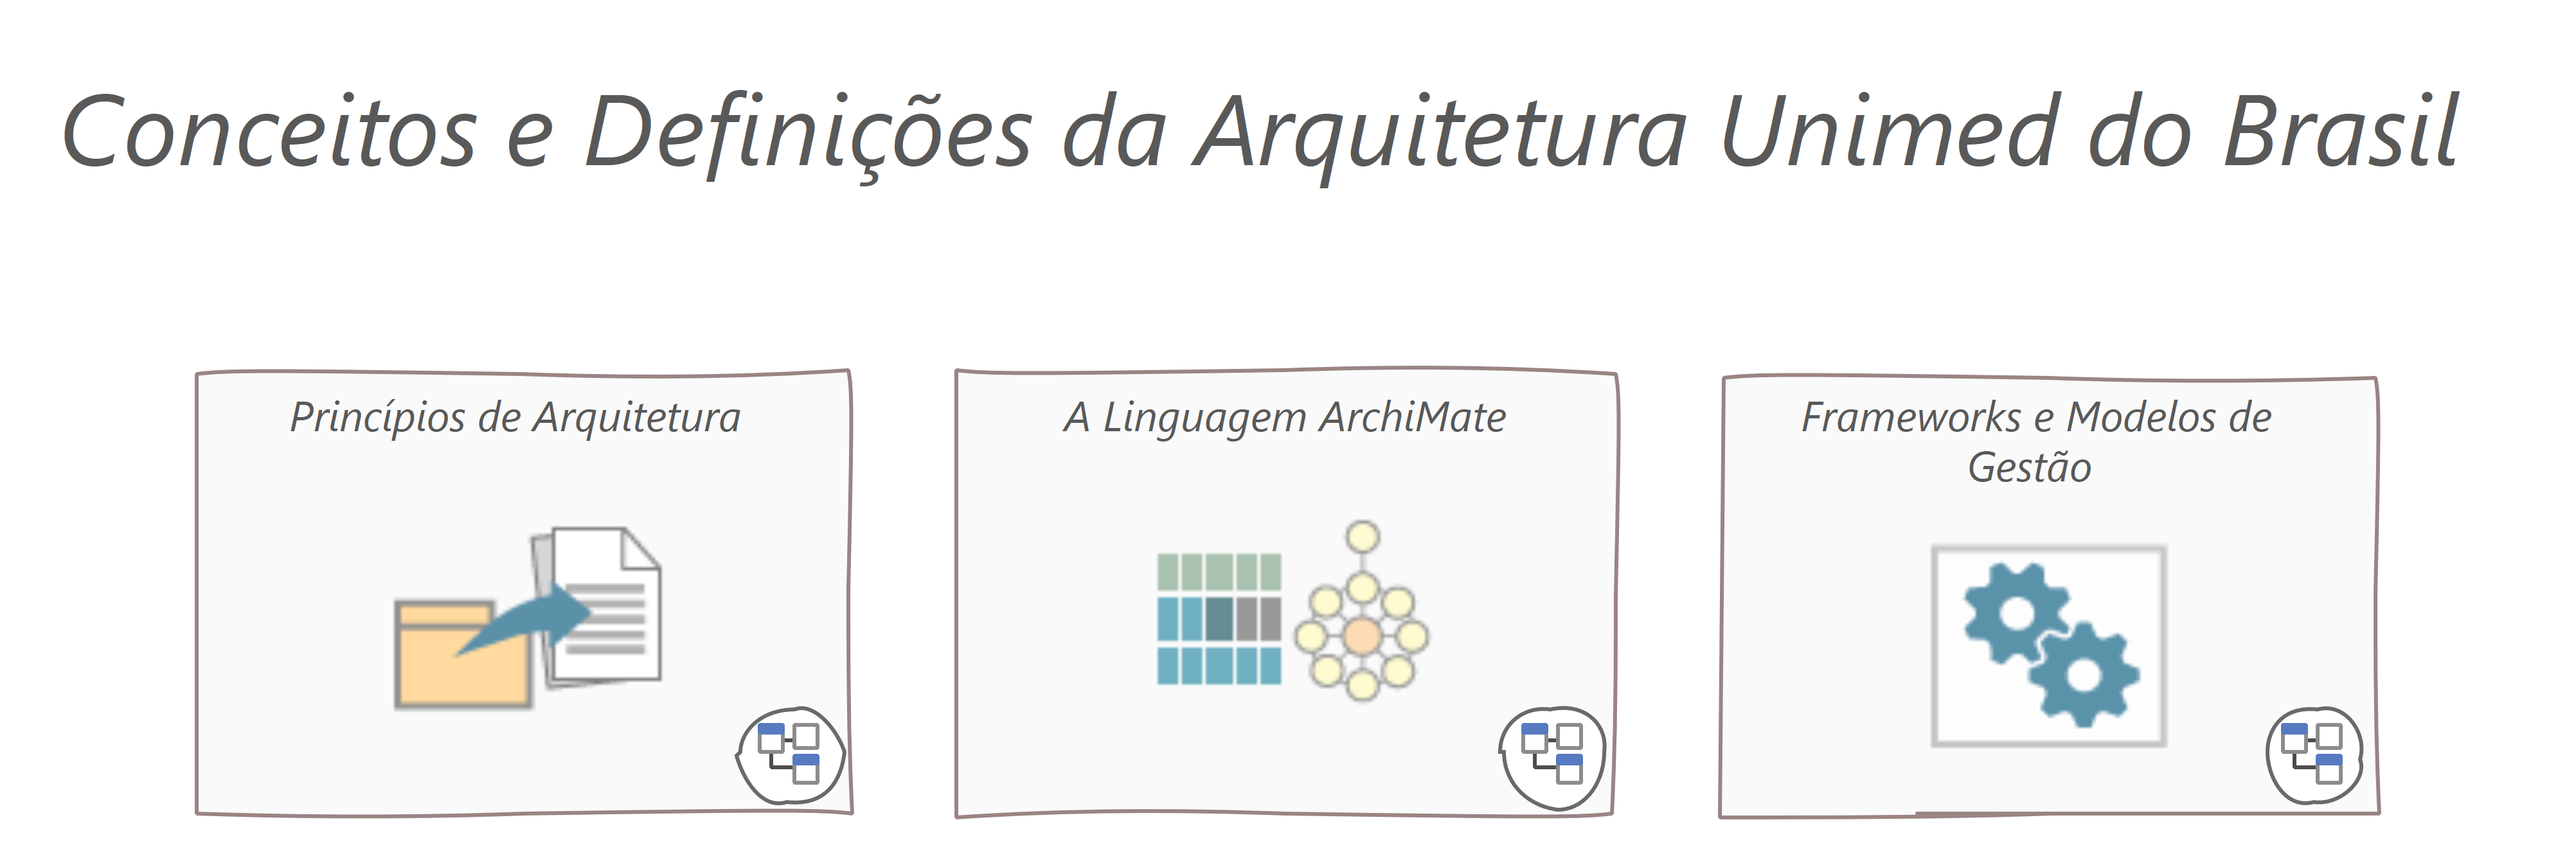 Conceitos e Definições da Arquitetura Unimed do Brasil
Princípios de Arquitetura
A Linguagem ArchiMate
Frameworks e Modelos de
Gestão